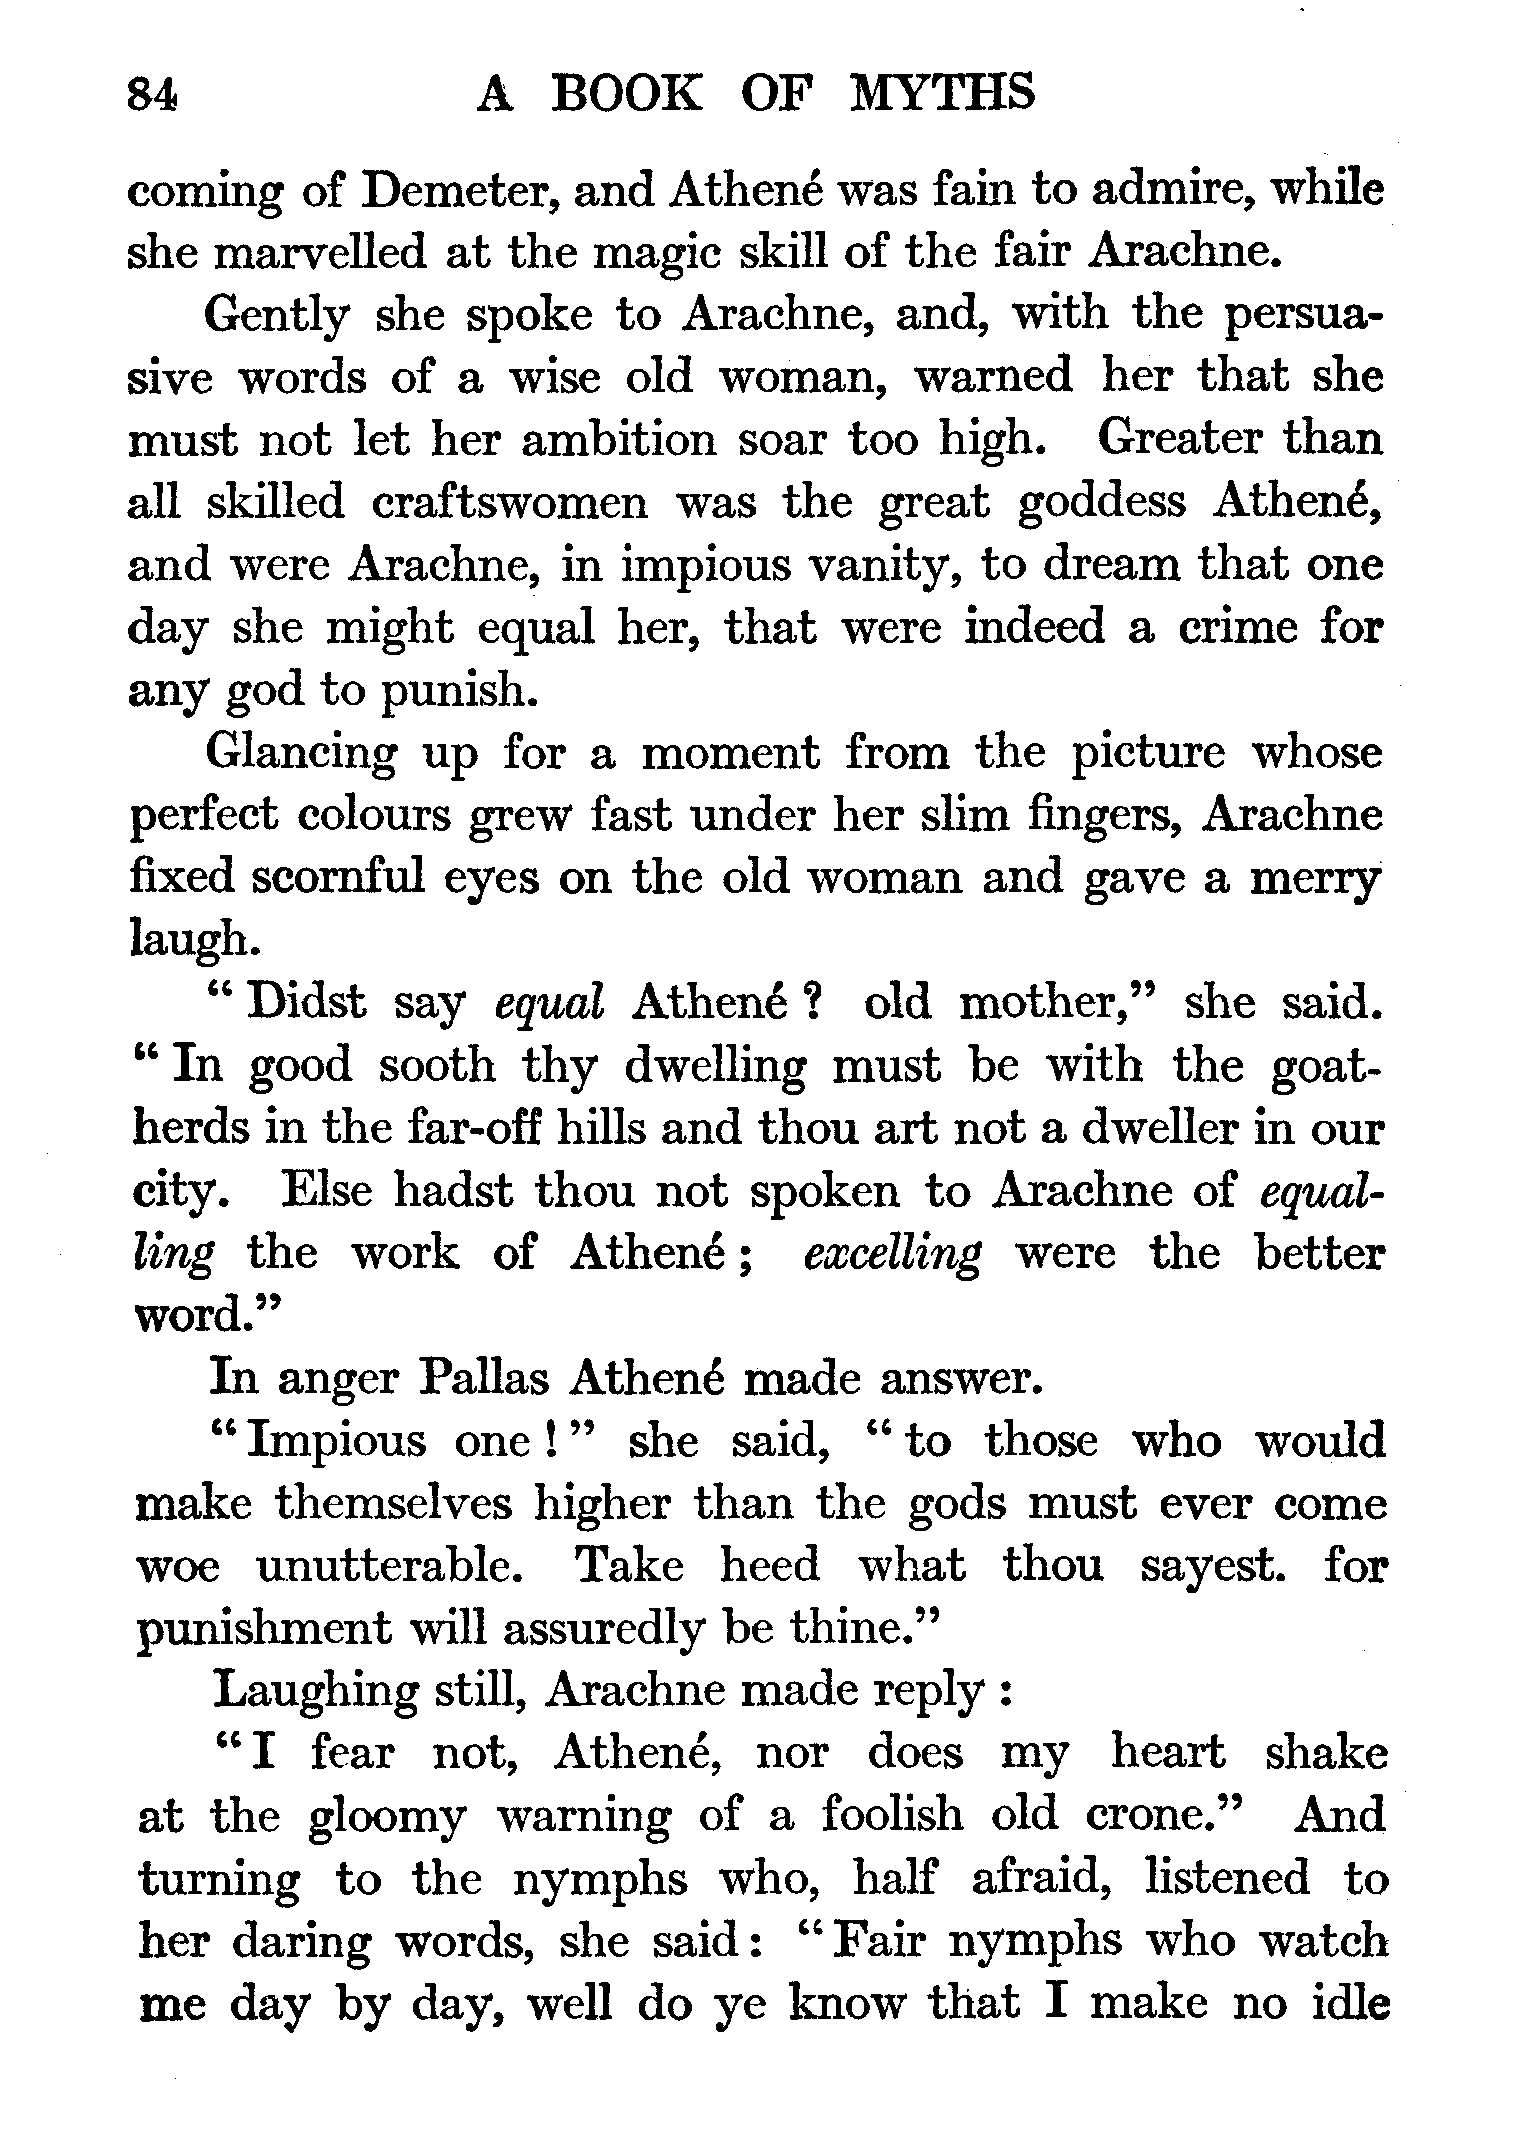 84 A BOOK OF MYTHS
coming of Demeter, and Athené was fain to admire, while
she marvelled at the magic skill of the fair Arachne.
Gently she spoke to Arachne, and, with the persua-
sive words of a wise old woman, warned her that she
must not let her ambition soar too high. Greater than
all skilled craftswomen was the great goddess Athené,
and were Arachne, in impious vanity, to dream that one
day she might equal her, that were indeed a crime for
any god to punish.
Glancing up for a moment from the picture whose
perfect colours grew fast under her slim fingers, Arachne
fixed scornful eyes on the old woman and gave a merry
laugh.
“ Didst say equal Athené ? old mother,” she said.
“ In good sooth thy dwelling must be with the goat-
herds in the far-off hills and thou art not a dweller in our
city. Else hadst thou not spoken to Arachne of equal-
ling the work of Athené ; excelling were the better
word.”
In anger Pallas Athené made answer.
“ Impious one ! ” she said, “ to those who would
make themselves higher than the gods must ever come
woe unutterable. Take heed what thou sayest. for
punishment will assuredly be thine.”
Laughing still, Arachne made reply :
“ I fear not, Athené, nor does my heart shake
at the gloomy warning of a foolish old crone.” And
turning to the nymphs who, half afraid, listened to
her daring words, she said : “ Fair nymphs who watch
me day by day, well do ye know that I make no idle